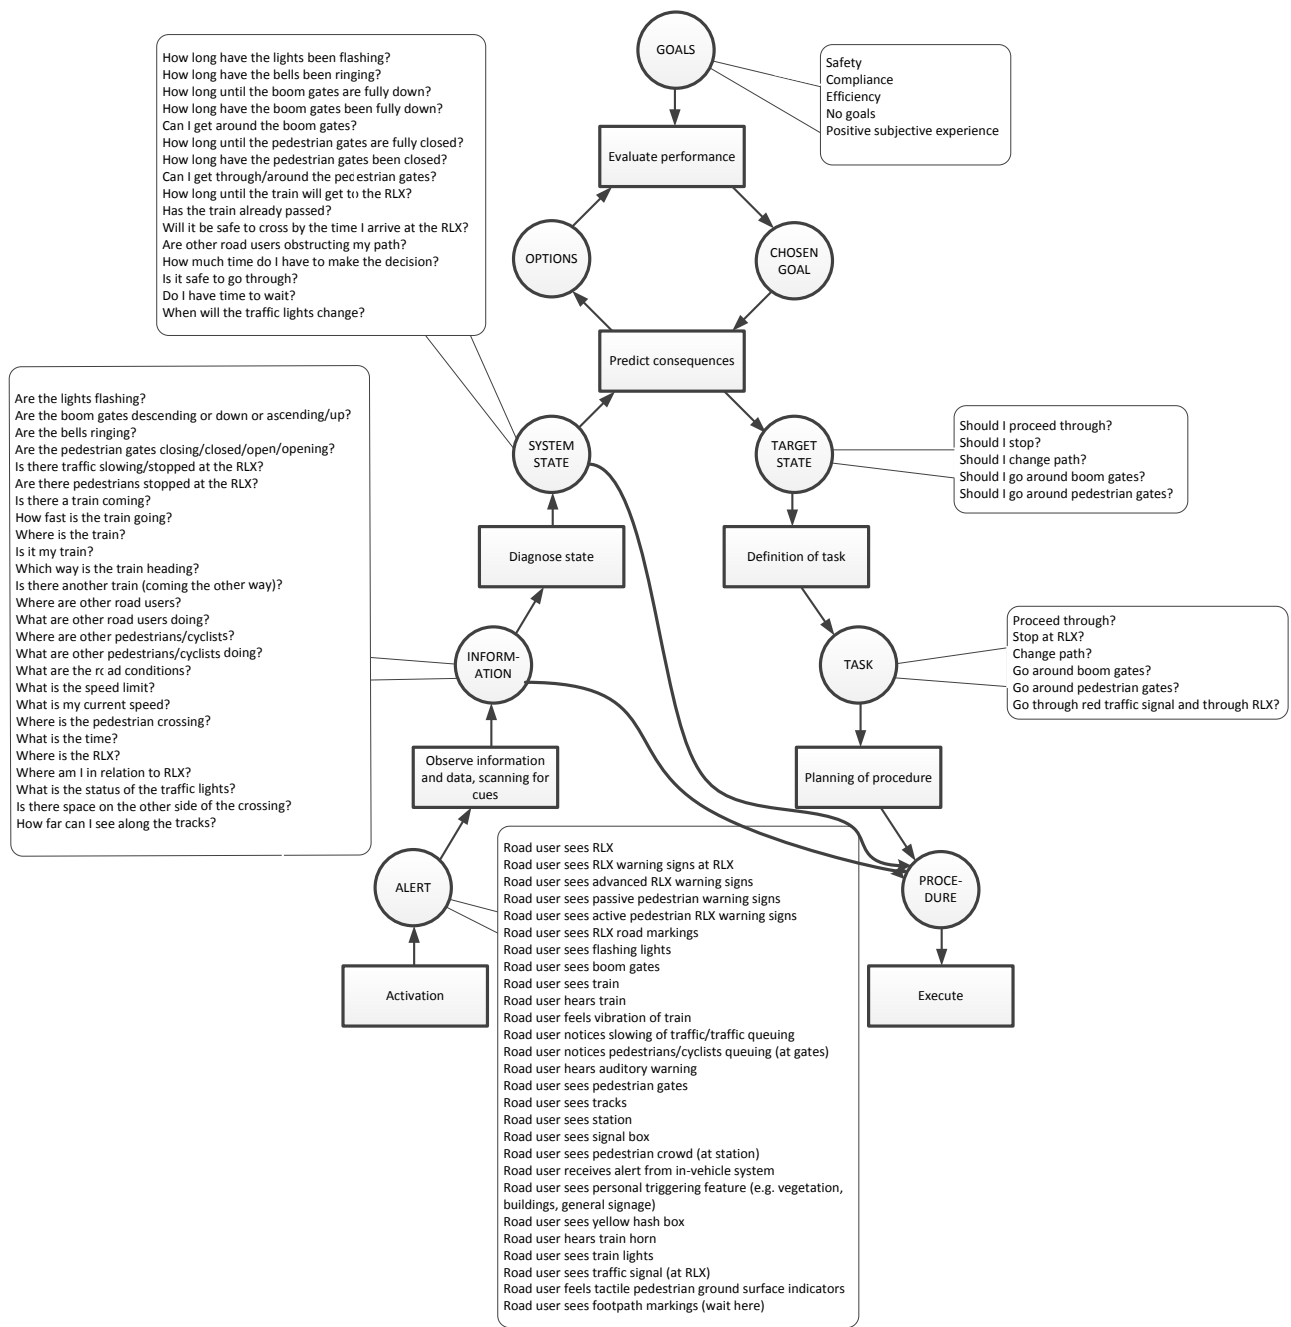 GOALS
Safety
Compliance
Efficiency
No goals
Positive subjective experience
How long have the lights been flashing?
How long have the bells been ringing?
How long until the boom gates are fully down?
How long have the boom gates been fully down?
Can I get around the boom gates?
How long until the pedestrian gates are fully closed?
How long have the pedestrian gates been closed?
Can I get through/around the pedestrian gates?
How long until the train will get to the RLX?
Has the train already passed?
Will it be safe to cross by the time I arrive at the RLX?
Are other road users obstructing my path?
How much time do I have to make the decision?
Is it safe to go through?
Do I have time to wait?
When will the traffic lights change?
Evaluate performance
OPTIONS
CHOSEN
GOAL
Predict consequences
Are the lights flashing?
Are the boom gates descending or down or ascending/up?
Are the bells ringing?
Are the pedestrian gates closing/closed/open/opening?
Is there traffic slowing/stopped at the RLX?
Are there pedestrians stopped at the RLX?
Is there a train coming?
How fast is the train going?
Where is the train?
Is it my train?
Which way is the train heading?
Is there another train (coming the other way)?
Where are other road users?
What are other road users doing?
Where are other pedestrians/cyclists?
What are other pedestrians/cyclists doing?
What are the road conditions?
What is the speed limit?
What is my current speed?
Where is the pedestrian crossing?
What is the time?
Where is the RLX?
Where am I in relation to RLX?
What is the status of the traffic lights?
Is there space on the other side of the crossing?
How far can I see along the tracks?
SYSTEM
STATE
TARGET
STATE
Should I proceed through?
Should I stop?
Should I change path?
Should I go around boom gates?
Should I go around pedestrian gates?
Diagnose state
Definition of task
INFORM-
ATION
TASK
Proceed through?
Stop at RLX?
Change path?
Go around boom gates?
Go around pedestrian gates?
Go through red traffic signal and through RLX?
Observe information
and data, scanning for
cues
Planning of procedure
ALERT
PROCE-
DURE
Activation
Execute
Road user sees RLX
Road user sees RLX warning signs at RLX
Road user sees advanced RLX warning signs
Road user sees passive pedestrian warning signs
Road user sees active pedestrian RLX warning signs
Road user sees RLX road markings
Road user sees flashing lights
Road user sees boom gates
Road user sees train
Road user hears train
Road user feels vibration of train
Road user notices slowing of traffic/traffic queuing
Road user notices pedestrians/cyclists queuing (at gates)
Road user hears auditory warning
Road user sees pedestrian gates
Road user sees tracks
Road user sees station
Road user sees signal box
Road user sees pedestrian crowd (at station)
Road user receives alert from in-vehicle system
Road user sees personal triggering feature (e.g. vegetation,
buildings, general signage)
Road user sees yellow hash box
Road user hears train horn
Road user sees train lights
Road user sees traffic signal (at RLX)
Road user feels tactile pedestrian ground surface indicators
Road user sees footpath markings (wait here)